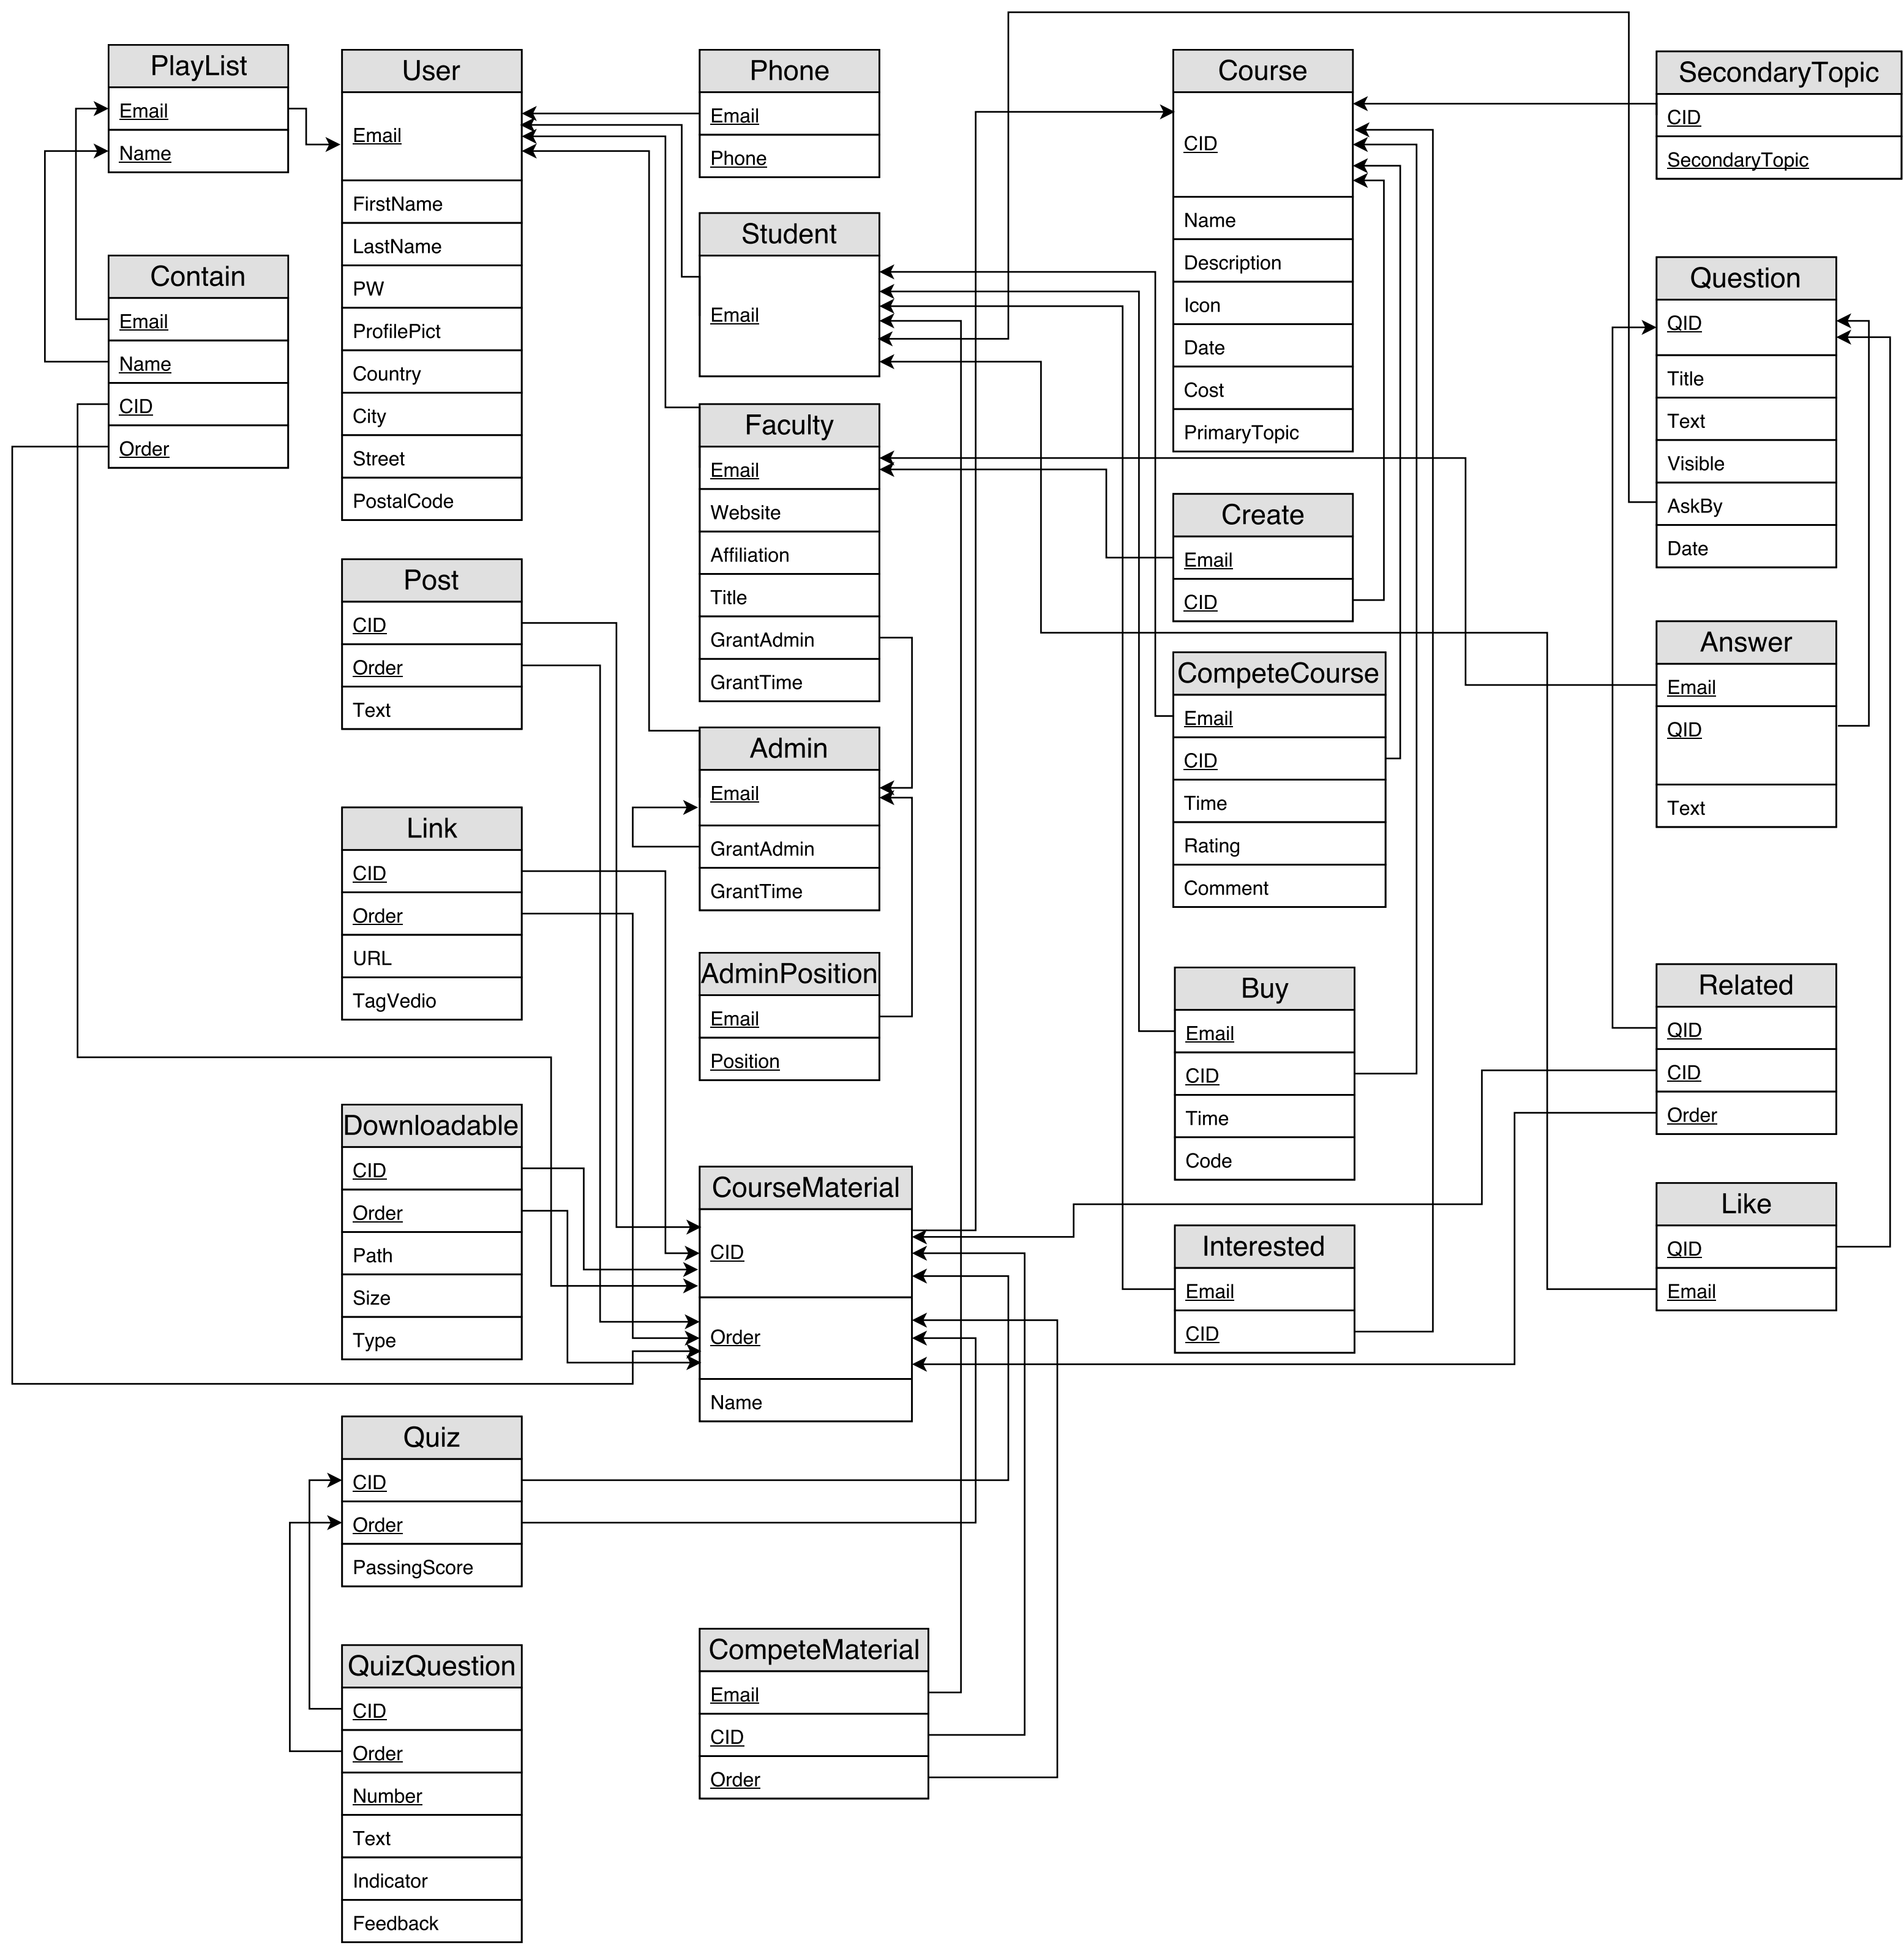 PlayList
Email
Name
Contain
Email
Name
CID
Order
User
Email
FirstName
LastName
PW
ProfilePict
Country
City
Street
PostalCode
Post
CID
Order
Text
Link
CID
Order
URL
TagVedio
Downloadable
CID
Order
Path
Size
Type
Quiz
CID
Order
PassingScore
QuizQuestion
CID
Order
Number
Text
Indicator
Feedback
Phone
Email
Phone
Student
Email
Faculty
Email
Website
Affiliation
Title
GrantAdmin
GrantTime
Admin
Email
GrantAdmin
GrantTime
AdminPosition
Email
Position
CourseMaterial
CID
Order
Name
CompeteMaterial
Email
CID
Order
Course
CID
Name
Description
Icon
Date
Cost
PrimaryTopic
Create
Email
CID
CompeteCourse
Email
CID
Time
Rating
Comment
Buy
Email
CID
Time
Code
Interested
Email
CID
SecondaryTopic
CID
SecondaryTopic
Question
QID
Title
Text
Visible
AskBy
Date
Answer
Email
QID
Text
Related
QID
CID
Order
Like
QID
Email